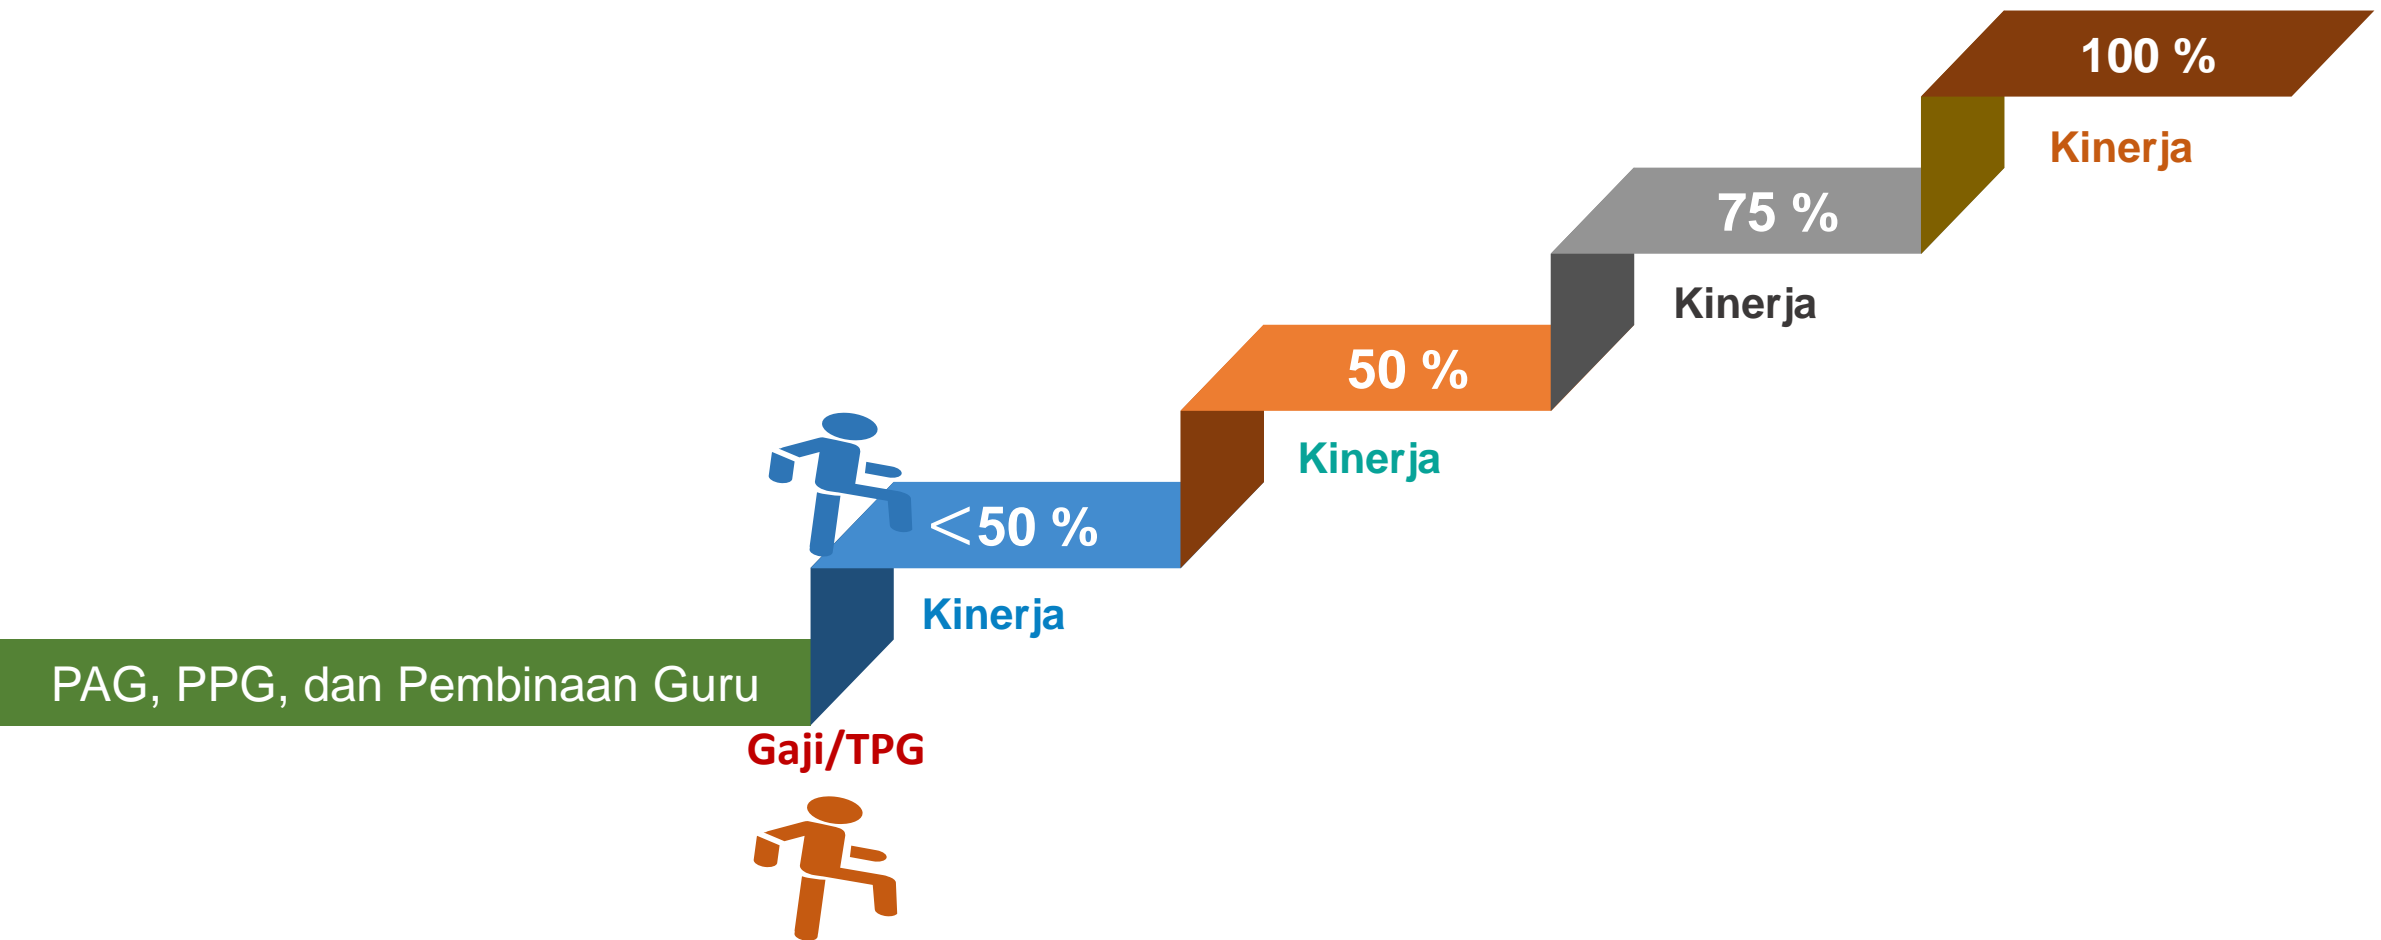 100 %
Kinerja
75 %
Kinerja
50 %
Kinerja
<50 %
Kinerja
PAG, PPG, dan Pembinaan Guru
Gaji/TPG